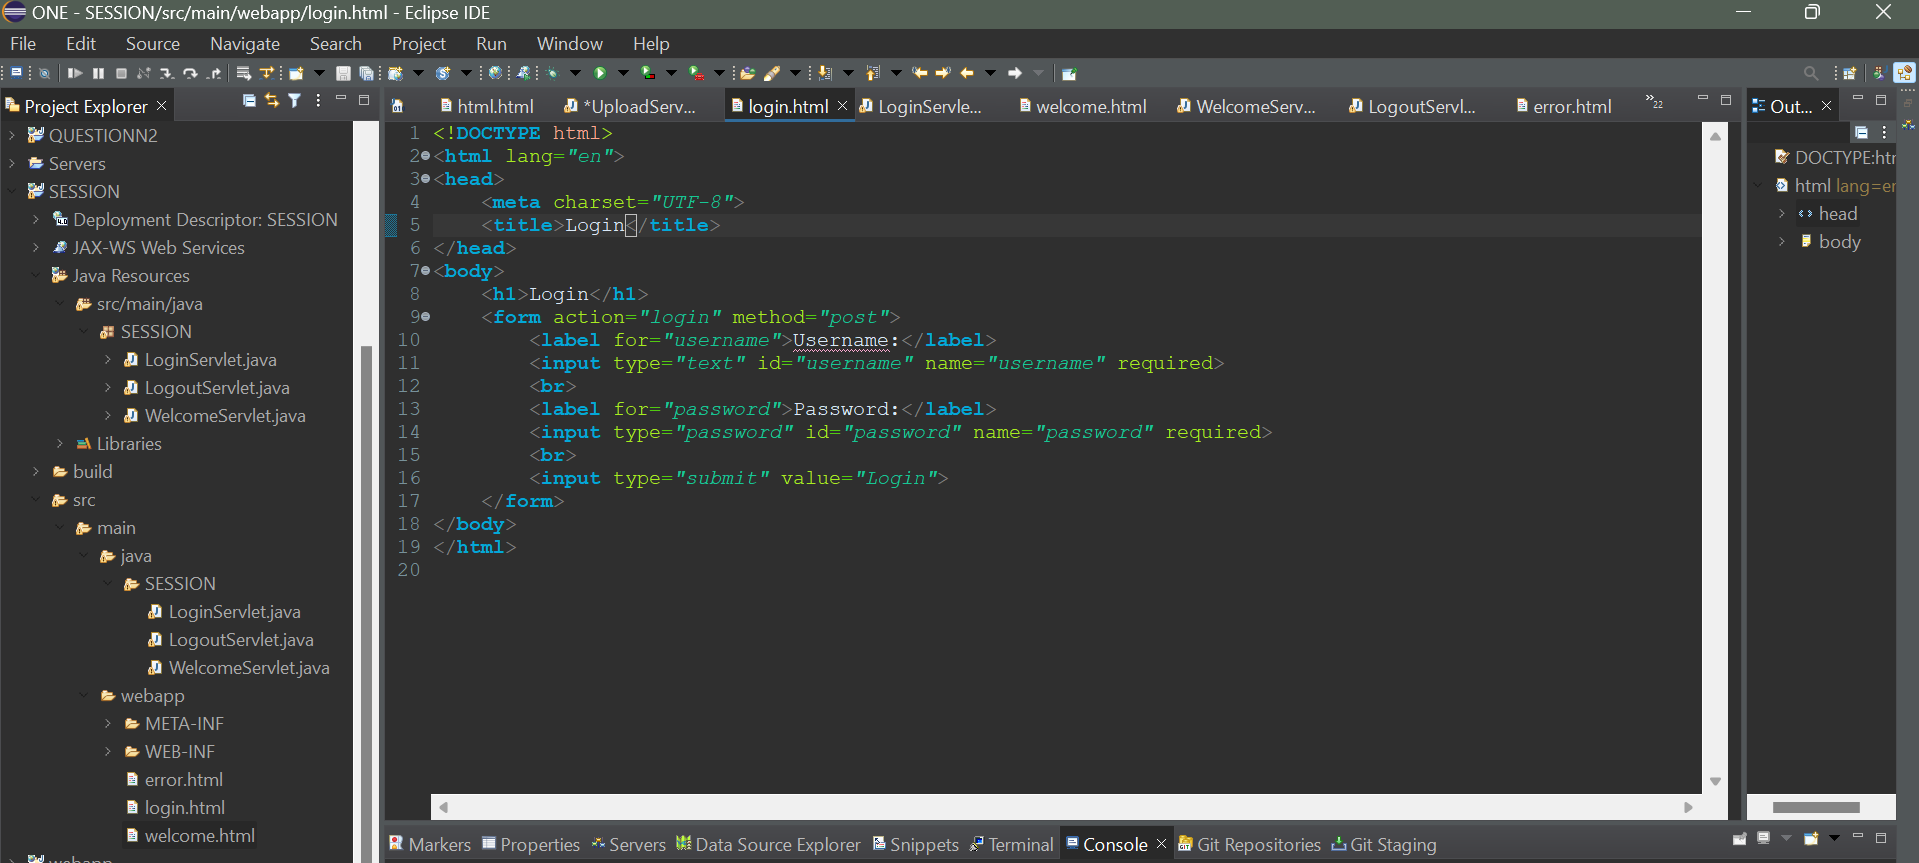 ONE - SESSION/src/main/webapp/login.html - Eclipse IDE
File Edit Source Navigate Search Project Run Window Help
Project Explorer
QUESTIONN2
Servers
SESSION
Deployment Descriptor: SESSION
JAX-WS Web Services
Java Resources
src/main/java
SESSION
LoginServlet.java
LogoutServlet.java
WelcomeServlet.java
Libraries
build
src
main
java
SESSION
LoginServlet.java
LogoutServlet.java
WelcomeServlet.java
webapp
META-INF
WEB-INF
error.html
login.html
welcome.html
html.html *UploadServ... login.html LoginServle... welcome.html WelcomeServ... LogoutServl... error.html »22
1 <!DOCTYPE html>
2 <html lang="en">
3 <head>
4     <meta charset="UTF-8">
5     <title>Login</title>
6 </head>
7 <body>
8     <h1>Login</h1>
9     <form action="login" method="post">
10         <label for="username">Username:</label>
11         <input type="text" id="username" name="username" required>
12         <br>
13         <label for="password">Password:</label>
14         <input type="password" id="password" name="password" required>
15         <br>
16         <input type="submit" value="Login">
17     </form>
18 </body>
19 </html>
20
Out...
DOCTYPE:htm
html lang=en
head
body
Markers Properties Servers Data Source Explorer Snippets Terminal Console Git Repositories Git Staging